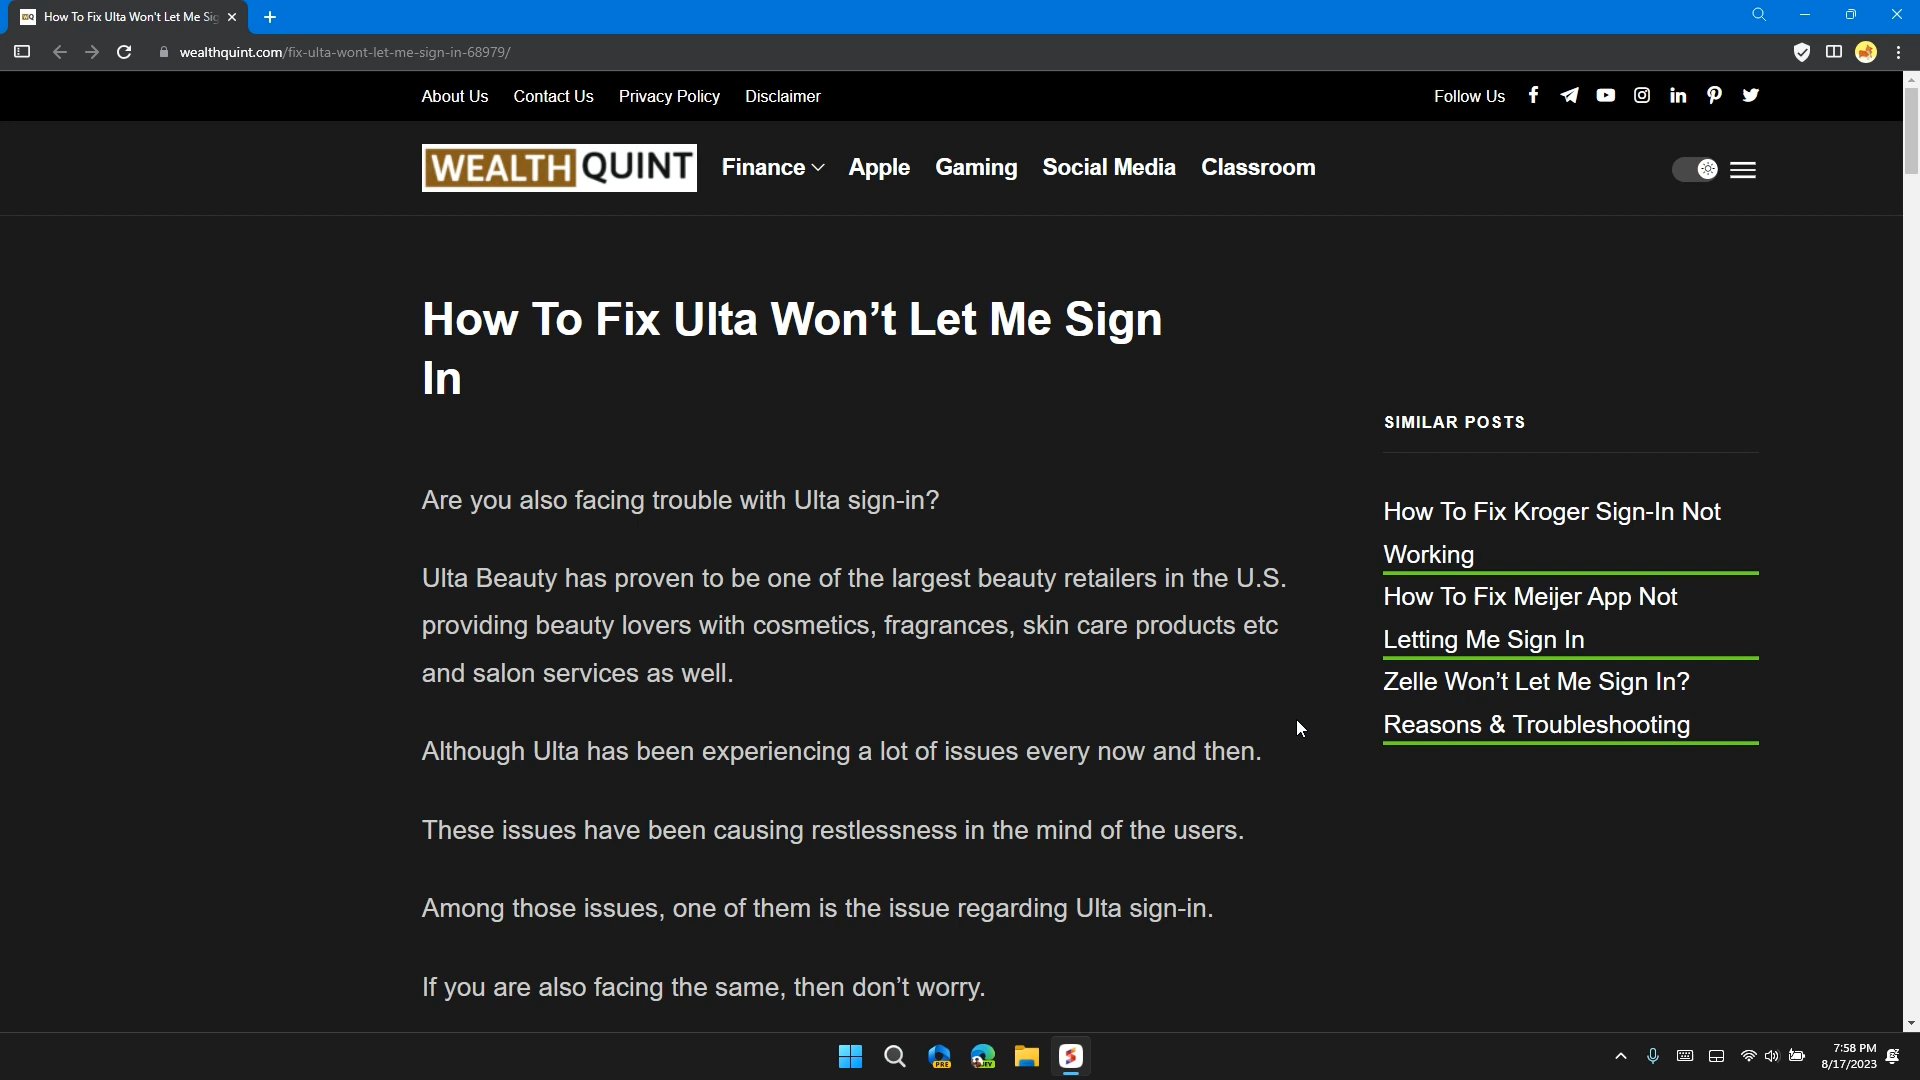 How To Fix Ulta Won't Let Me Sig
wealthquint.com/fix-ulta-wont-let-me-sign-in-68979/
About Us Contact Us Privacy Policy Disclaimer
Follow Us
WEALTH QUINT
Finance Apple Gaming Social Media Classroom
How To Fix Ulta Won’t Let Me Sign
In
Are you also facing trouble with Ulta sign-in?
Ulta Beauty has proven to be one of the largest beauty retailers in the U.S.
providing beauty lovers with cosmetics, fragrances, skin care products etc
and salon services as well.
Although Ulta has been experiencing a lot of issues every now and then.
These issues have been causing restlessness in the mind of the users.
Among those issues, one of them is the issue regarding Ulta sign-in.
If you are also facing the same, then don’t worry.
SIMILAR POSTS
How To Fix Kroger Sign-In Not
Working
How To Fix Meijer App Not
Letting Me Sign In
Zelle Won’t Let Me Sign In?
Reasons & Troubleshooting
PRE
7:58 PM
8/17/2023